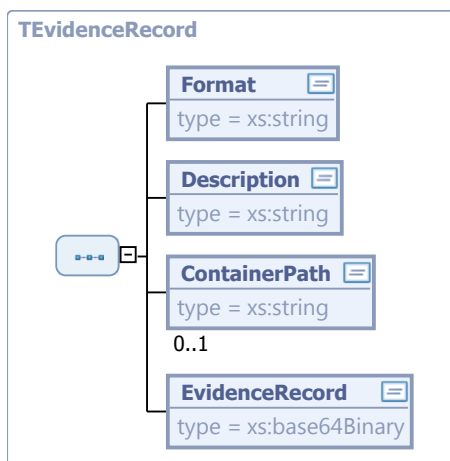 TEvidenceRecord
Format
type = xs:string
Description
type = xs:string
ContainerPath
type = xs:string
0..1
EvidenceRecord
type = xs:base64Binary